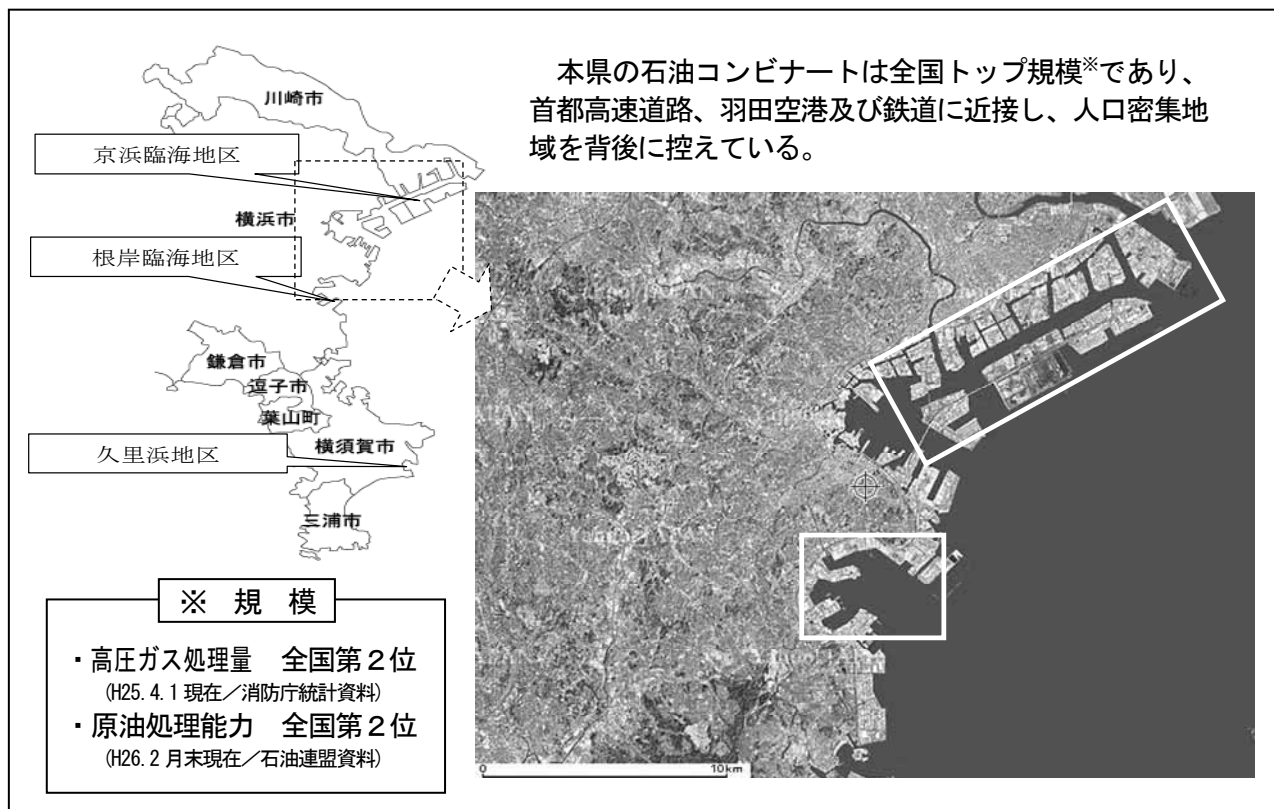 本県の石油コンビナートは全国トップ規模※であり、
首都高速道路、羽田空港及び鉄道に近接し、人口密集地
域を背後に控えている。
川崎市
京浜臨海地区
横浜市
根岸臨海地区
鎌倉市
逗子市
葉山町
横須賀市
久里浜地区
三浦市
※ 規 模
・高圧ガス処理量 全国第2位
(H25.4.1現在/消防庁統計資料)
・原油処理能力 全国第2位
(H26.2月末現在/石油連盟資料)
0 10km